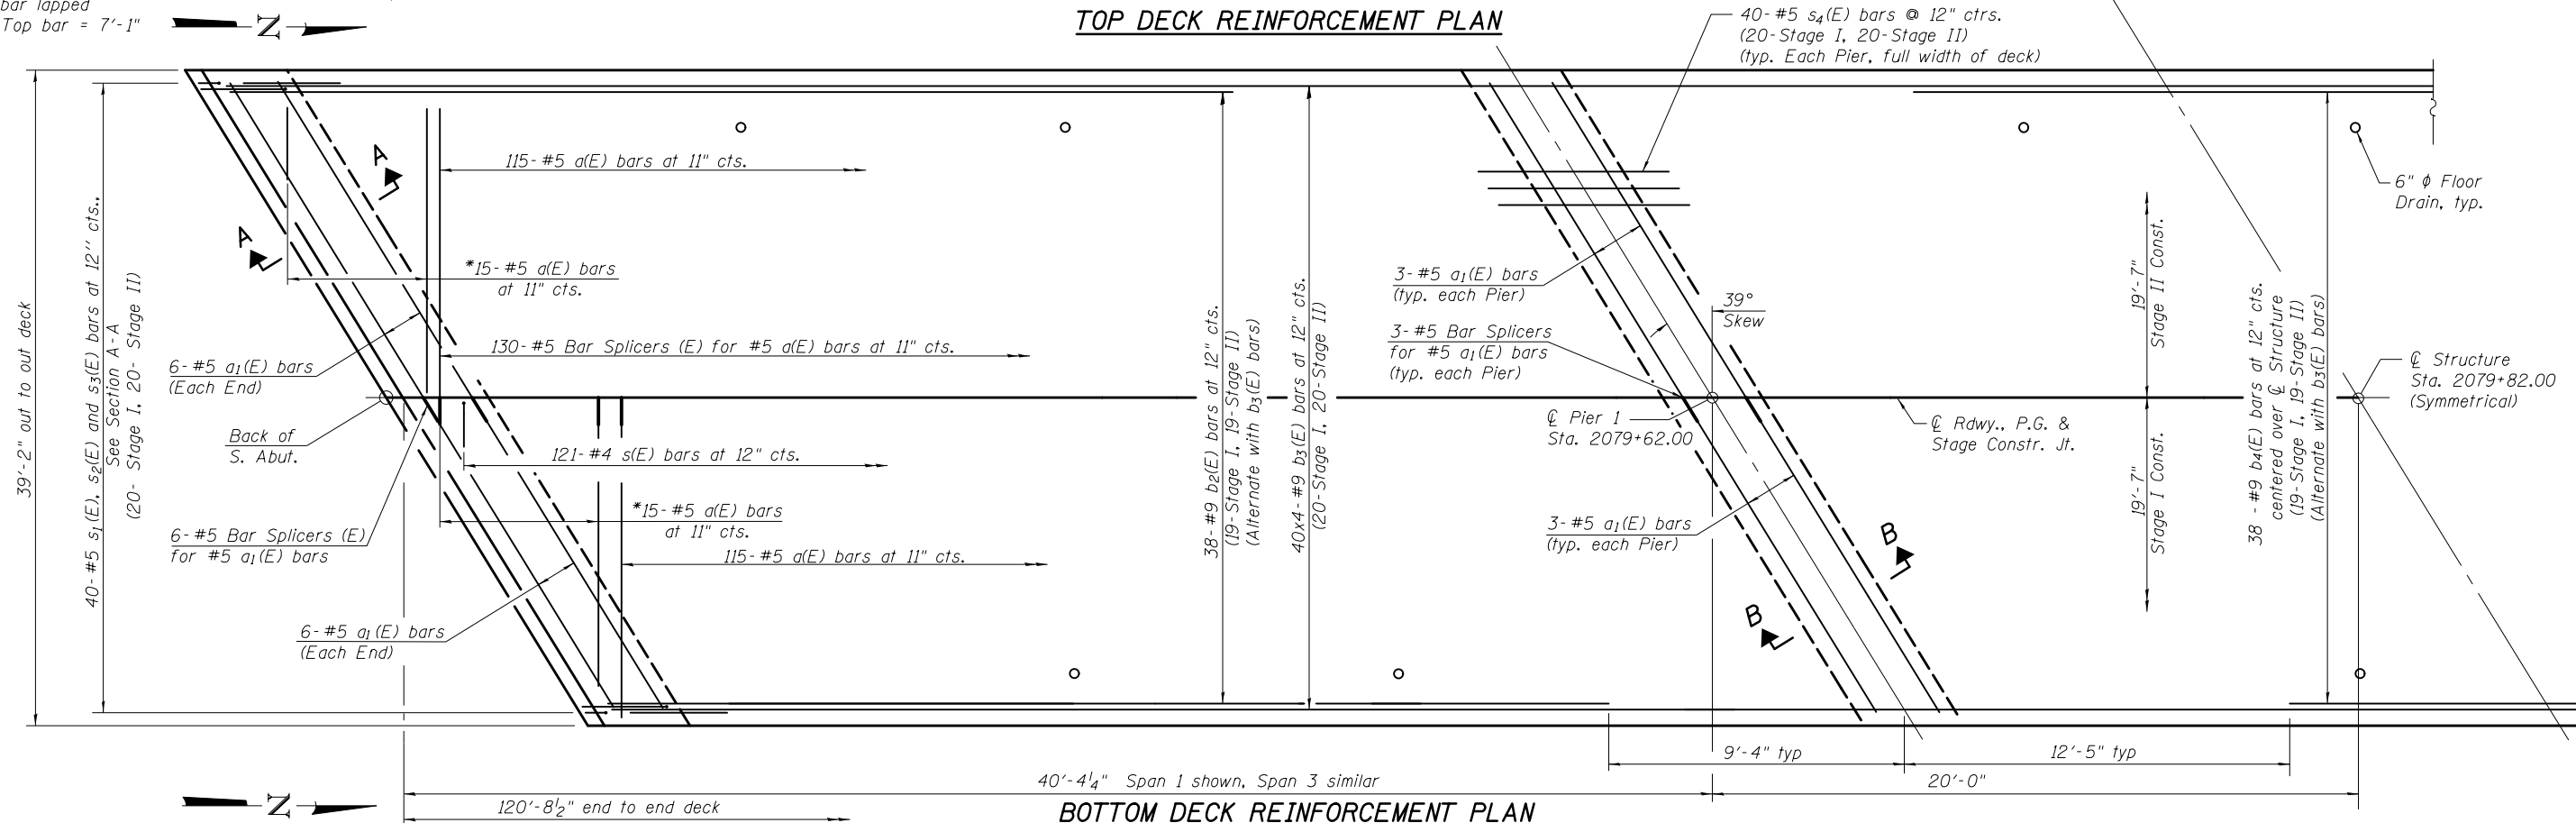 bar lapped
Top bar = 7'-1"
N
TOP DECK REINFORCEMENT PLAN
40-#5 s4(E) bars @ 12" ctrs.
(20-Stage I, 20-Stage II)
(typ. Each Pier, full width of deck)
39'-2" out to out deck
40-#5 s1(E), s2(E) and s3(E) bars at 12'' cts.,
See Section A-A
(20- Stage I, 20- Stage II)
A
A
115-#5 a(E) bars at 11" cts.
*15-#5 a(E) bars
at 11" cts.
130-#5 Bar Splicers (E) for #5 a(E) bars at 11" cts.
6-#5 a1(E) bars
(Each End)
Back of
S. Abut.
121-#4 s(E) bars at 12" cts.
*15-#5 a(E) bars
at 11" cts.
6-#5 Bar Splicers (E)
for #5 a1(E) bars
115-#5 a(E) bars at 11" cts.
6-#5 a1(E) bars
(Each End)
38-#9 b2(E) bars at 12" cts.
(19-Stage I, 19-Stage II)
(Alternate with b3(E) bars)
40x4-#9 b3(E) bars at 12" cts.
(20-Stage I, 20-Stage II)
3-#5 a1(E) bars
(typ. each Pier)
3-#5 Bar Splicers
for #5 a1(E) bars
(typ. each Pier)
℄ Pier 1
Sta. 2079+62.00
39°
Skew
3-#5 a1(E) bars
(typ. each Pier)
B
B
℄ Rdwy., P.G. &
Stage Constr. Jt.
19'-7"
Stage II Const.
19'-7"
Stage I Const.
38 -#9 b4(E) bars at 12" cts.
centered over ℄ Structure
(19-Stage I, 19-Stage II)
(Alternate with b3(E) bars)
6" ϕ Floor
Drain, typ.
℄ Structure
Sta. 2079+82.00
(Symmetrical)
9'-4" typ
12'-5" typ
40'-4¼" Span 1 shown, Span 3 similar
20'-0"
N
120'-8½" end to end deck
BOTTOM DECK REINFORCEMENT PLAN